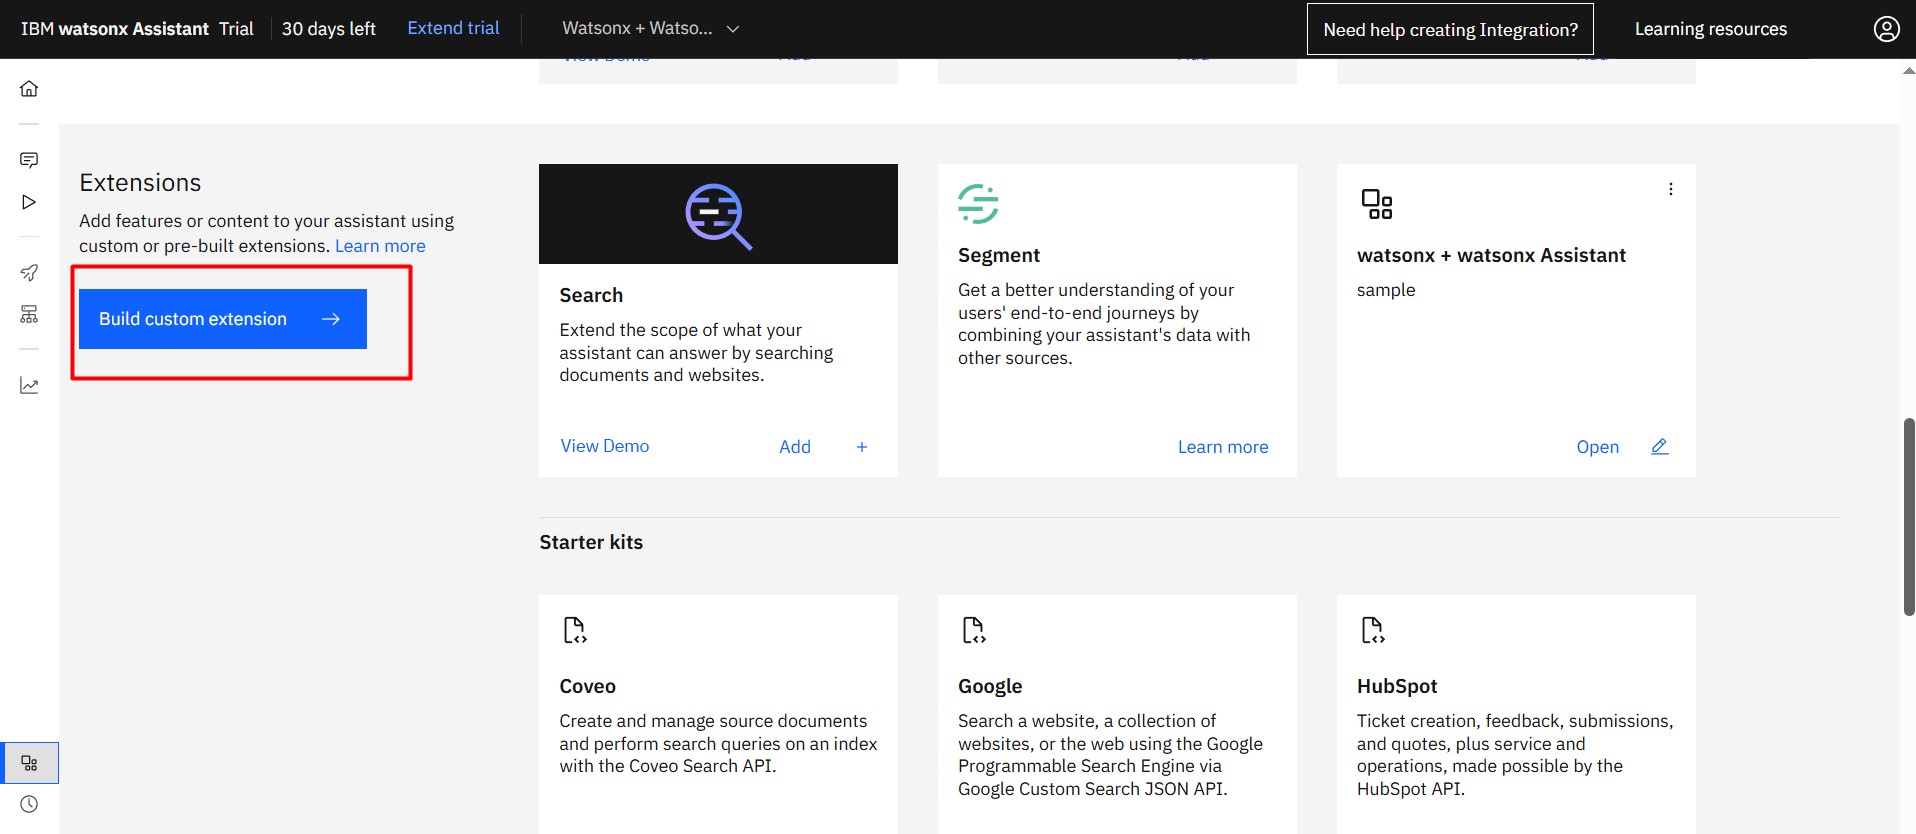 IBM watsonx Assistant Trial
30 days left
Extend trial
Watsonx + Watso...
Need help creating Integration?
Learning resources
View Demo
Add
Add
Add
Extensions
Add features or content to your assistant using
custom or pre-built extensions. Learn more
Build custom extension
Search
Extend the scope of what your
assistant can answer by searching
documents and websites.
View Demo
Add +
Segment
Get a better understanding of your
users' end-to-end journeys by
combining your assistant's data with
other sources.
Learn more
watsonx + watsonx Assistant
sample
Open
Starter kits
Coveo
Create and manage source documents
and perform search queries on an index
with the Coveo Search API.
Google
Search a website, a collection of
websites, or the web using the Google
Programmable Search Engine via
Google Custom Search JSON API.
HubSpot
Ticket creation, feedback, submissions,
and quotes, plus service and
operations, made possible by the
HubSpot API.